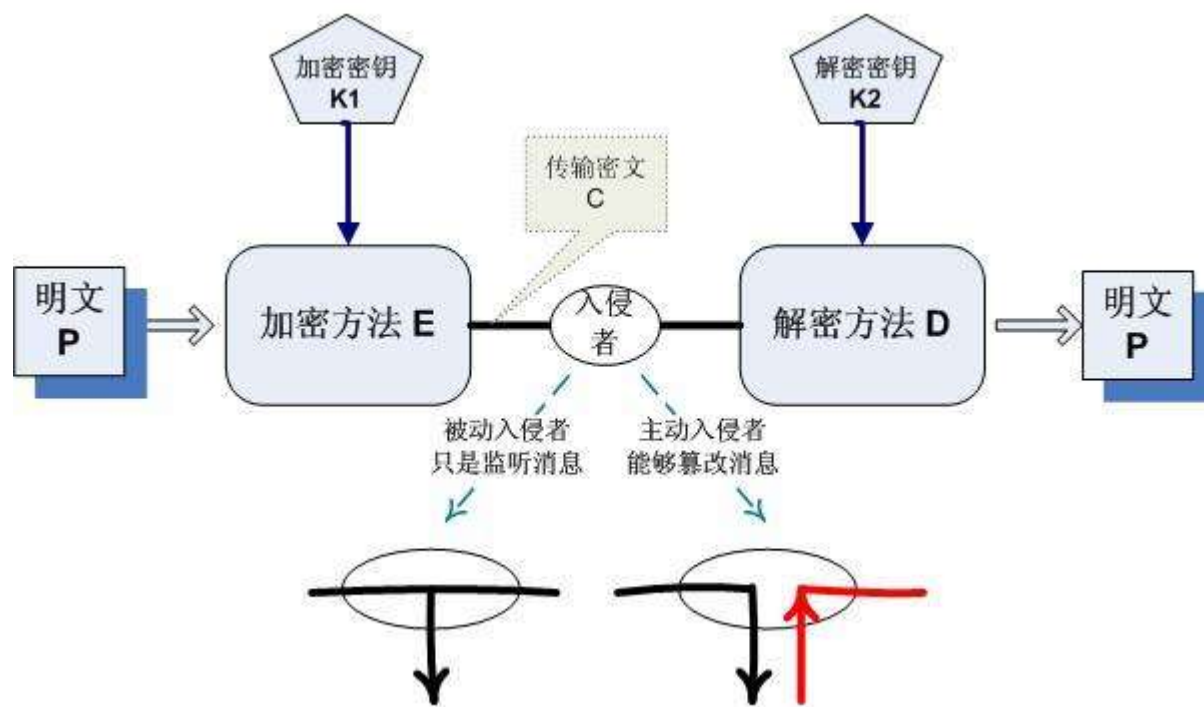 加密密钥
K1
解密密钥
K2
传输密文
C
明文
P
加密方法 E
入侵
者
解密方法 D
明文
P
被动入侵者
只是监听消息
主动入侵者
能够篡改消息